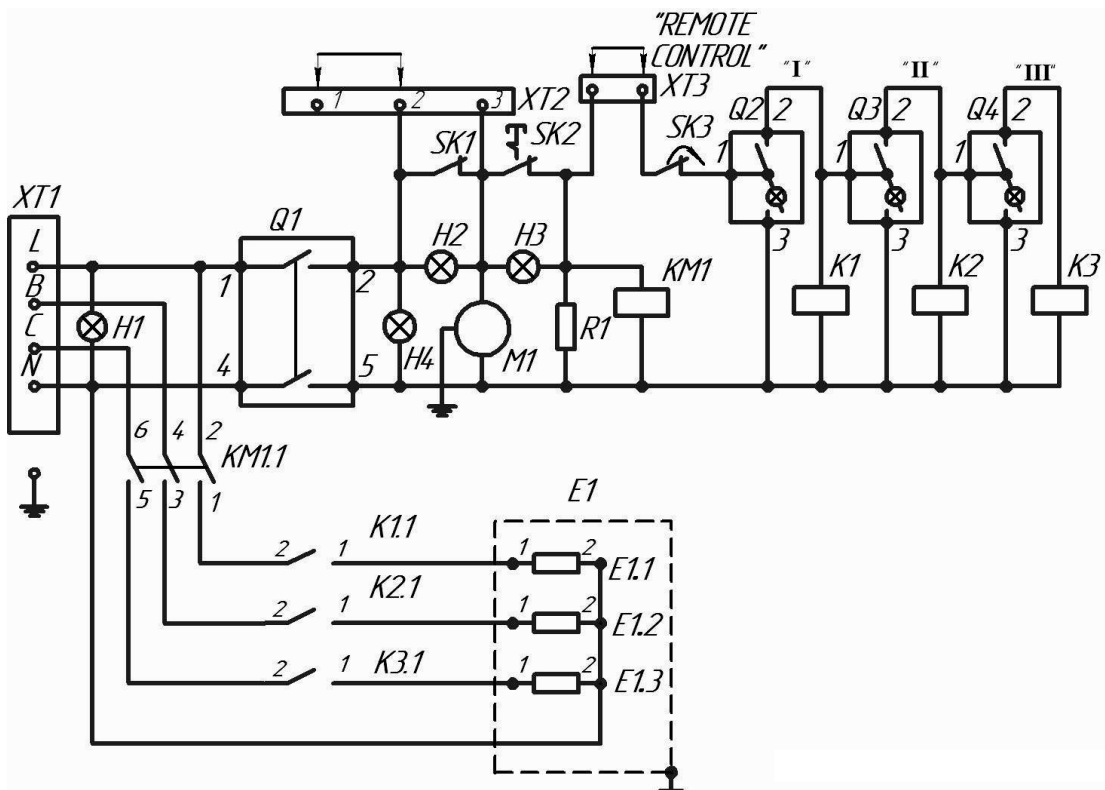 "REMOTE
CONTROL"
"I" "II" "III"
1 2 3 XT2
XT3
SK1 SK2 SK3
Q2 2 Q3 2 Q4 2
1 1 1
3 3 3
XT1
L
B
C
N
Q1
1 2
4 5
H1
H2 H3
H4
M1
R1
KM1
K1 K2 K3
6 4 2
KM1.1
5 3 1
E1
2 1 K1.1 1 2 E1.1
2 1 K2.1 1 2 E1.2
2 1 K3.1 1 2 E1.3